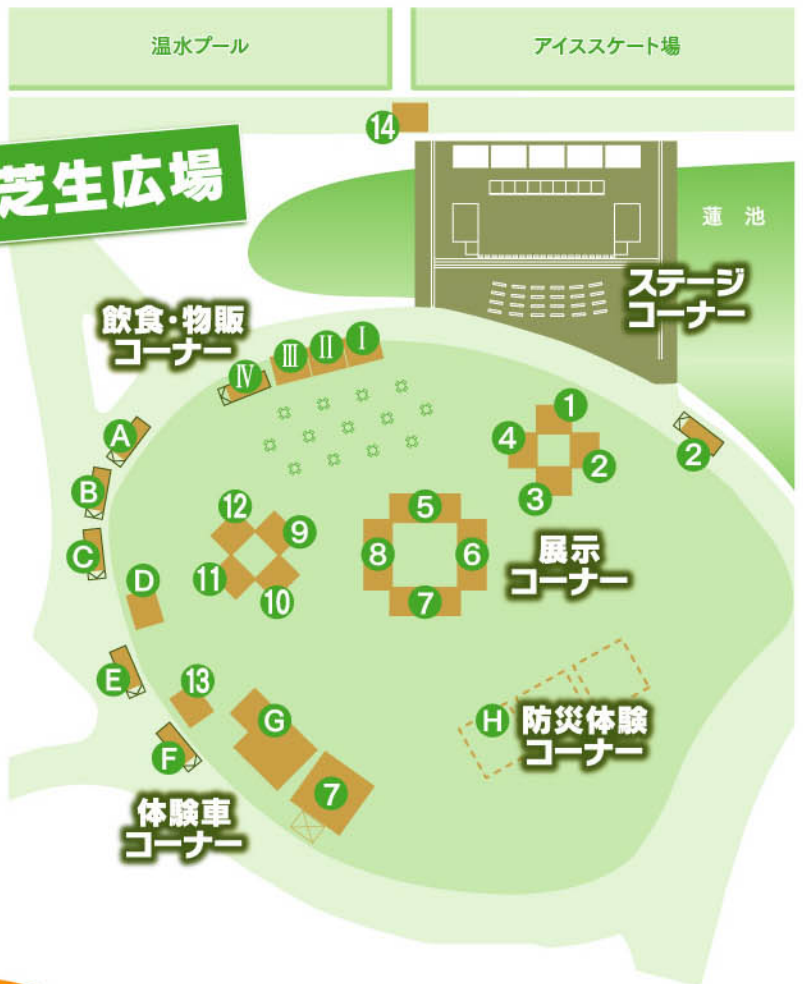 温水プール
アイススケート場
14
芝生広場
蓮 池
ステージ
コーナー
飲食・物販
コーナー
Ⅰ
Ⅱ
Ⅲ
Ⅳ
A
B
C
D
E
F
1
4
2
3
2
5
8
6
7
展示
コーナー
12
9
11
10
13
G
7
H
防災体験
コーナー
体験車
コーナー